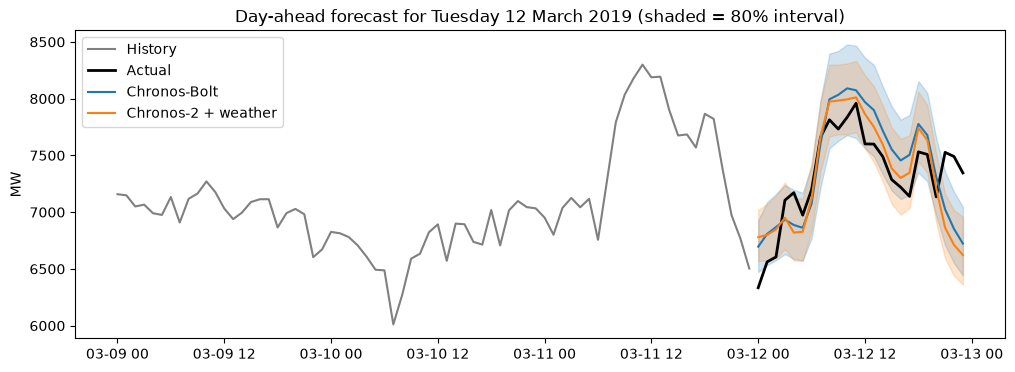 Day-ahead forecast for Tuesday 12 March 2019 (shaded = 80% interval)
History
Actual
Chronos-Bolt
Chronos-2 + weather
MW
8500
8000
7500
7000
6500
6000
03-09 00
03-09 12
03-10 00
03-10 12
03-11 00
03-11 12
03-12 00
03-12 12
03-13 00